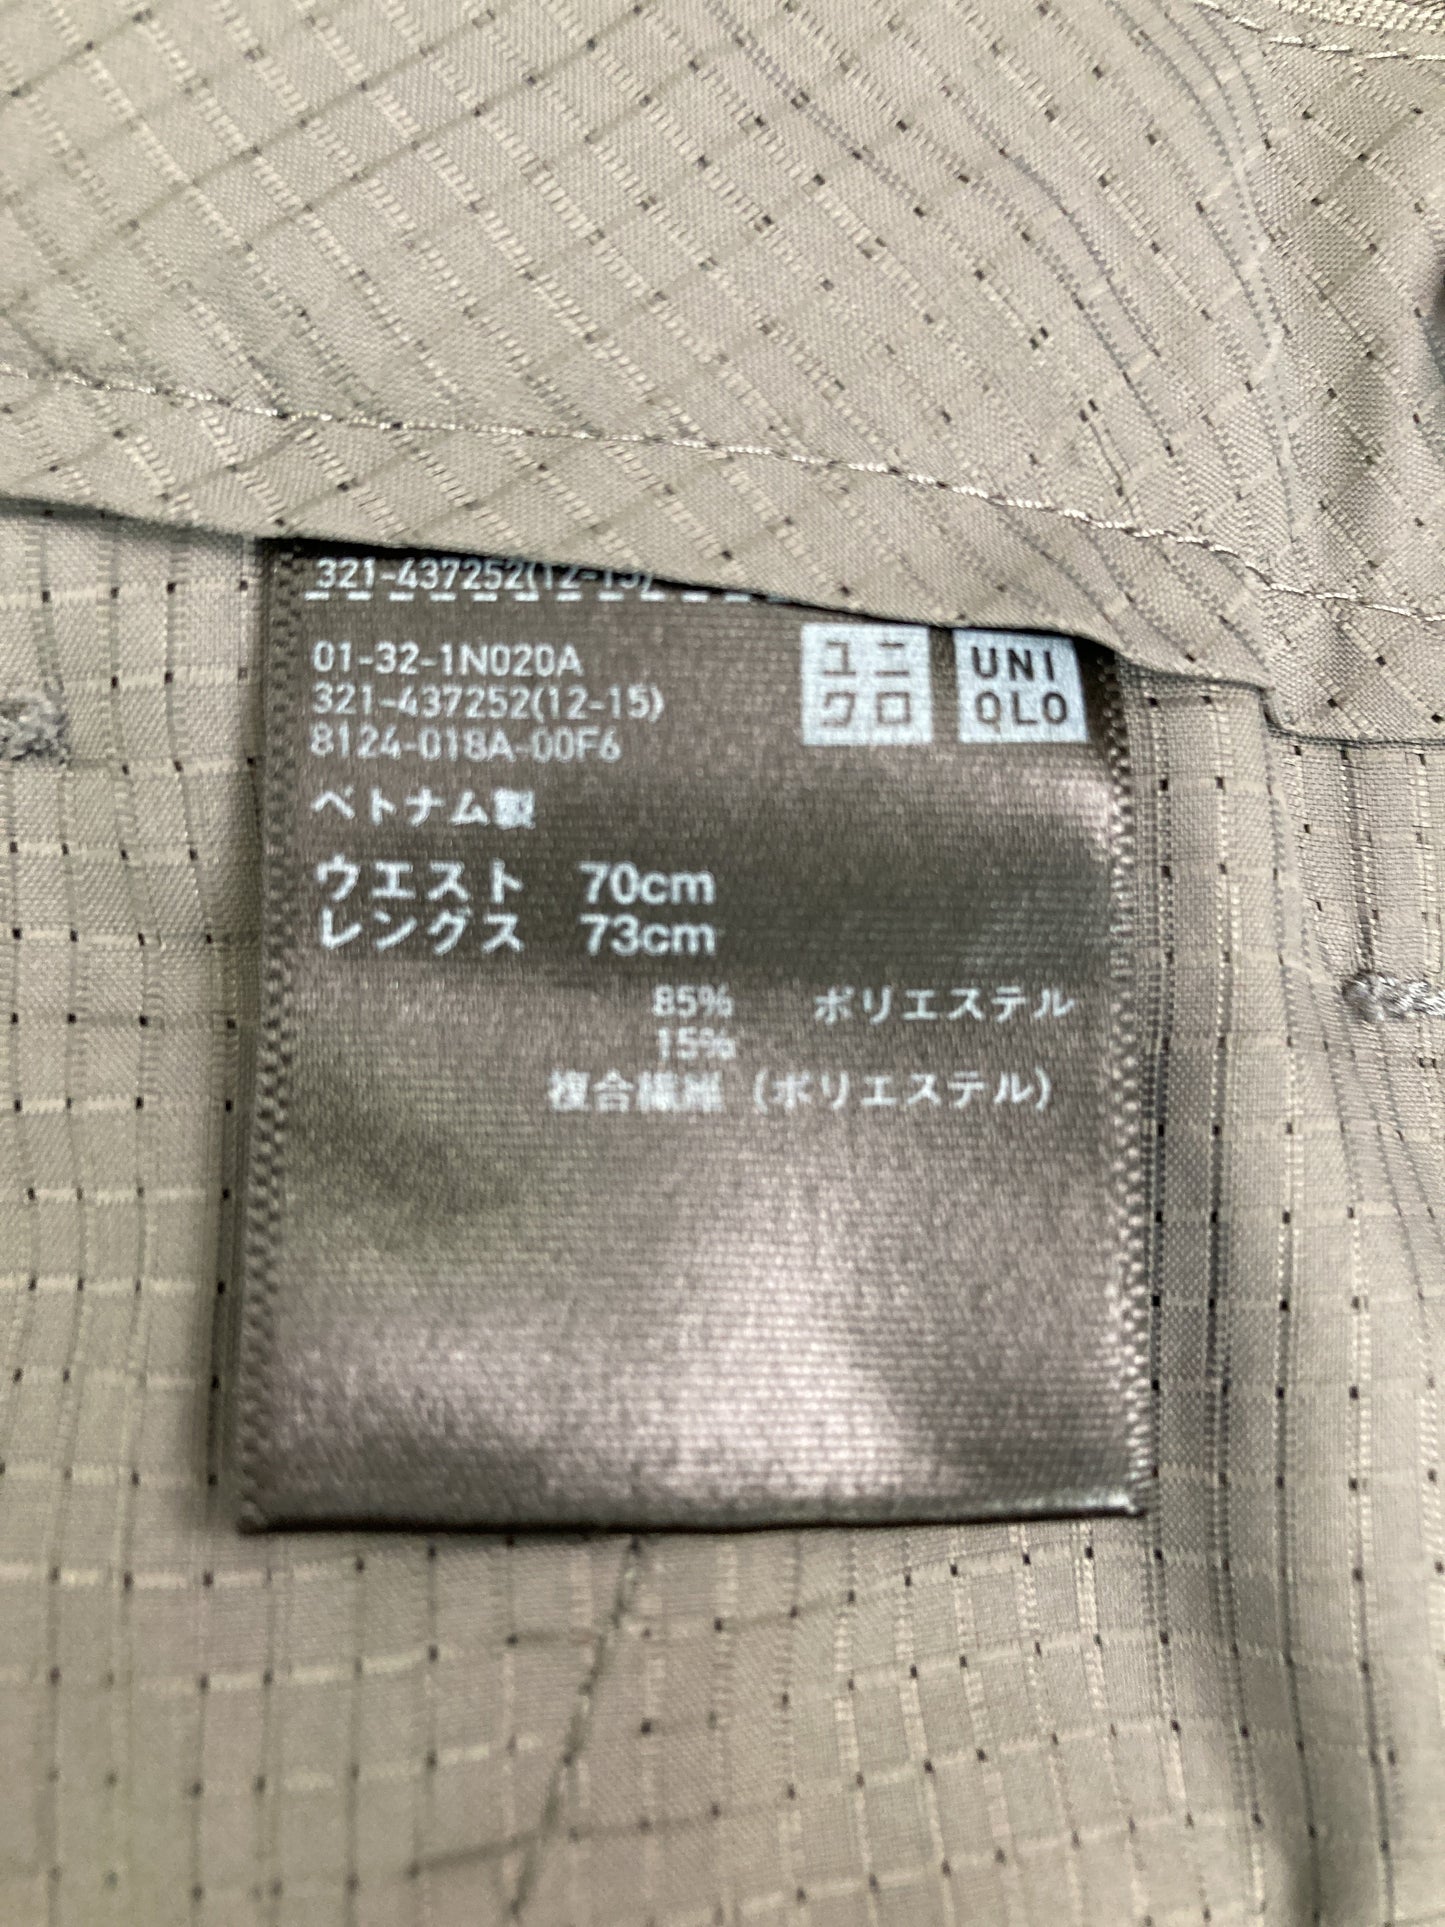 321-437252(12-15)
01-32-1N020A
321-437252(12-15)
8124-018A-00F6
ユニ
クロ
UNI
QLO
ベトナム製
ウエスト 70cm
レングス 73cm
85% ポリエステル
15%
複合繊維 (ポリエステル)